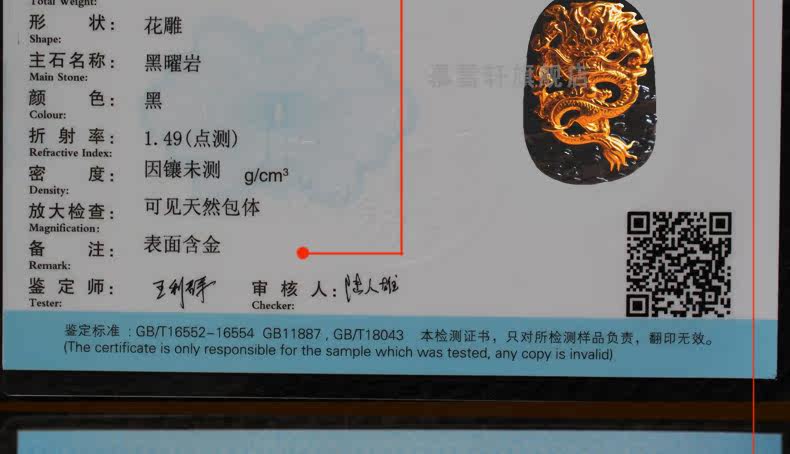 Total Weight:
形 状： 花雕
Shape:
主石名称： 黑曜岩
Main Stone:
颜 色： 黑
Colour:
折 射 率： 1.49(点测)
Refractive Index:
密 度： 因镶未测 g/cm³
Density:
放大检查： 可见天然包体
Magnification:
备 注： 表面含金
Remark:
鉴 定 师： 审 核 人：
Tester: Checker:
鉴定标准 : GB/T16552-16554 GB11887 , GB/T18043 本检测证书，只对所检测样品负责，翻印无效。
(The certificate is only responsible for the sample which was tested, any copy is invalid)